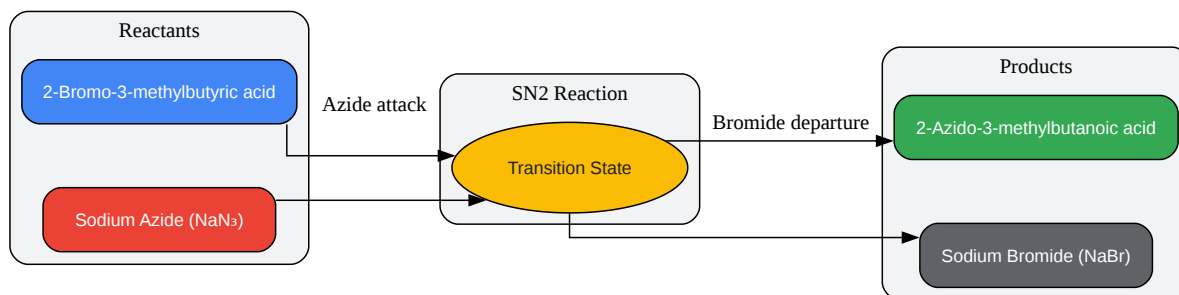 Reactants
2-Bromo-3-methylbutyric acid
Sodium Azide (NaN₃)
Azide attack
SN2 Reaction
Transition State
Bromide departure
Products
2-Azido-3-methylbutanoic acid
Sodium Bromide (NaBr)